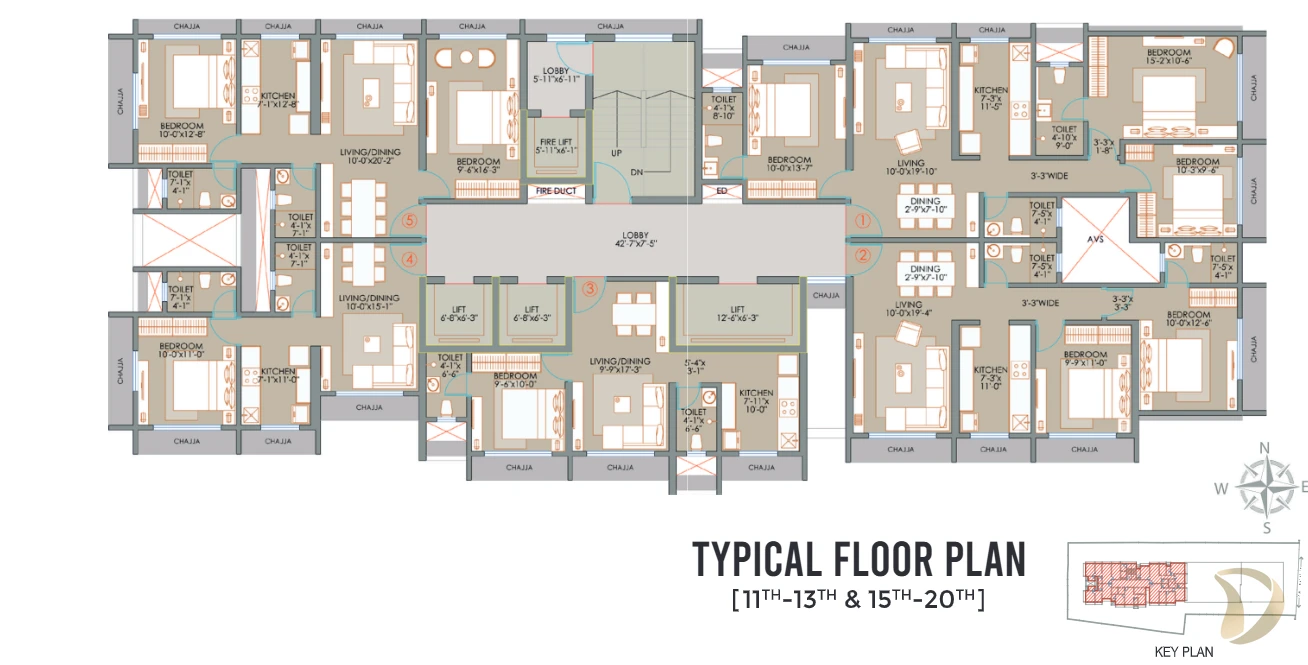 CHAJJA
CHAJJA
CHAJJA
CHAJJA
CHAJJA
CHAJJA
CHAJJA
CHAJJA
BEDROOM
10'-0"X12'-8"
KITCHEN
7'-1"X12'-8"
LIVING/DINING
10'-0"X20'-2"
BEDROOM
9'-6"X16'-3"
LOBBY
5'-11"X6'-11"
FIRE LIFT
5'-11"X6'-1"
UP
DN
FIRE DUCT
ED
TOILET
4'-1"X
8'-10"
BEDROOM
10'-0"X13'-7"
LIVING
10'-0"X19'-10"
DINING
2'-9"X7'-10"
KITCHEN
7'-3"X
11'-5"
TOILET
4'-10"X
9'-0"
BEDROOM
15'-2"X10'-6"
CHAJJA
3'-3"X
1'-8"
BEDROOM
10'-3"X9'-6"
CHAJJA
3'-3"WIDE
TOILET
7'-1"X
4'-1"
TOILET
4'-1"X
7'-1"
5
1
TOILET
7'-5"X
4'-1"
LOBBY
42'-7"X7'-5"
AVS
TOILET
4'-1"X
7'-1"
4
2
TOILET
7'-5"X
4'-1"
TOILET
7'-5"X
4'-1"
TOILET
7'-1"X
4'-1"
LIVING/DINING
10'-0"X15'-1"
3
DINING
2'-9"X7'-10"
CHAJJA
LIFT
6'-8"X6'-3"
LIFT
6'-8"X6'-3"
LIFT
12'-6"X6'-3"
LIVING
10'-0"X19'-4"
3'-3"WIDE
3'-3"X
3'-3"
BEDROOM
10'-0"X12'-6"
CHAJJA
CHAJJA
BEDROOM
10'-0"X11'-0"
KITCHEN
7'-1"X11'-0"
TOILET
4'-1"X
6'-6"
BEDROOM
9'-6"X10'-0"
LIVING/DINING
9'-9"X17'-3"
5'-4"X
3'-1"
TOILET
4'-1"X
6'-6"
KITCHEN
7'-11"X
10'-0"
KITCHEN
7'-3"X
11'-0"
BEDROOM
9'-9"X11'-0"
CHAJJA
CHAJJA
CHAJJA
CHAJJA
CHAJJA
CHAJJA
CHAJJA
CHAJJA
CHAJJA
N
W
E
S
TYPICAL FLOOR PLAN
[11TH-13TH & 15TH-20TH]
KEY PLAN